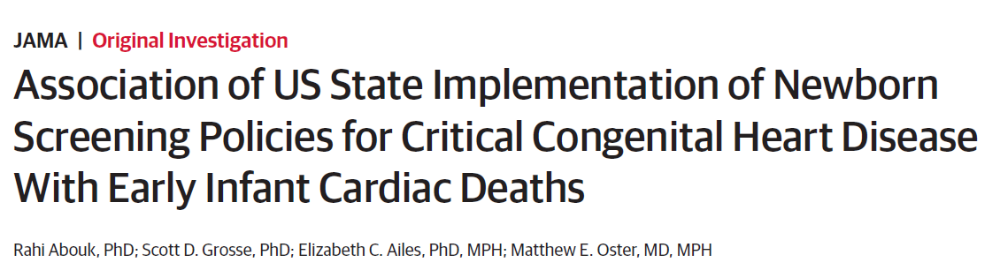 JAMA | Original Investigation
Association of US State Implementation of Newborn
Screening Policies for Critical Congenital Heart Disease
With Early Infant Cardiac Deaths
Rahi Abouk, PhD; Scott D. Grosse, PhD; Elizabeth C. Ailes, PhD, MPH; Matthew E. Oster, MD, MPH